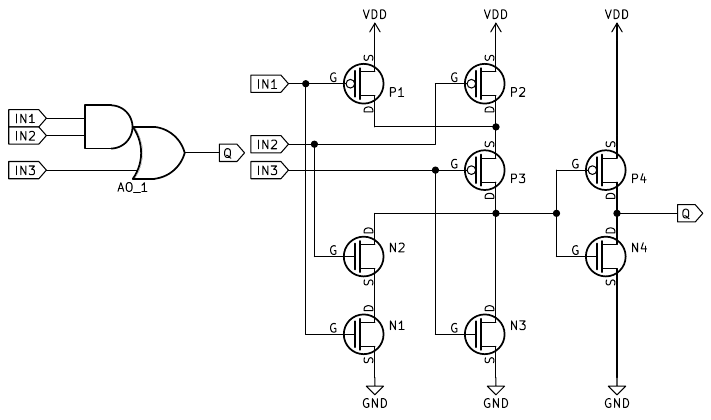 VDD VDD VDD
S S
IN1 G P1 G P2
D D
IN1
IN2
IN2
S S
IN3 Q IN3 G P3 G P4
AO_1
D D
Q
D D
G N2 G N4
S S
D D
G N1 G N3
S S
GND GND GND